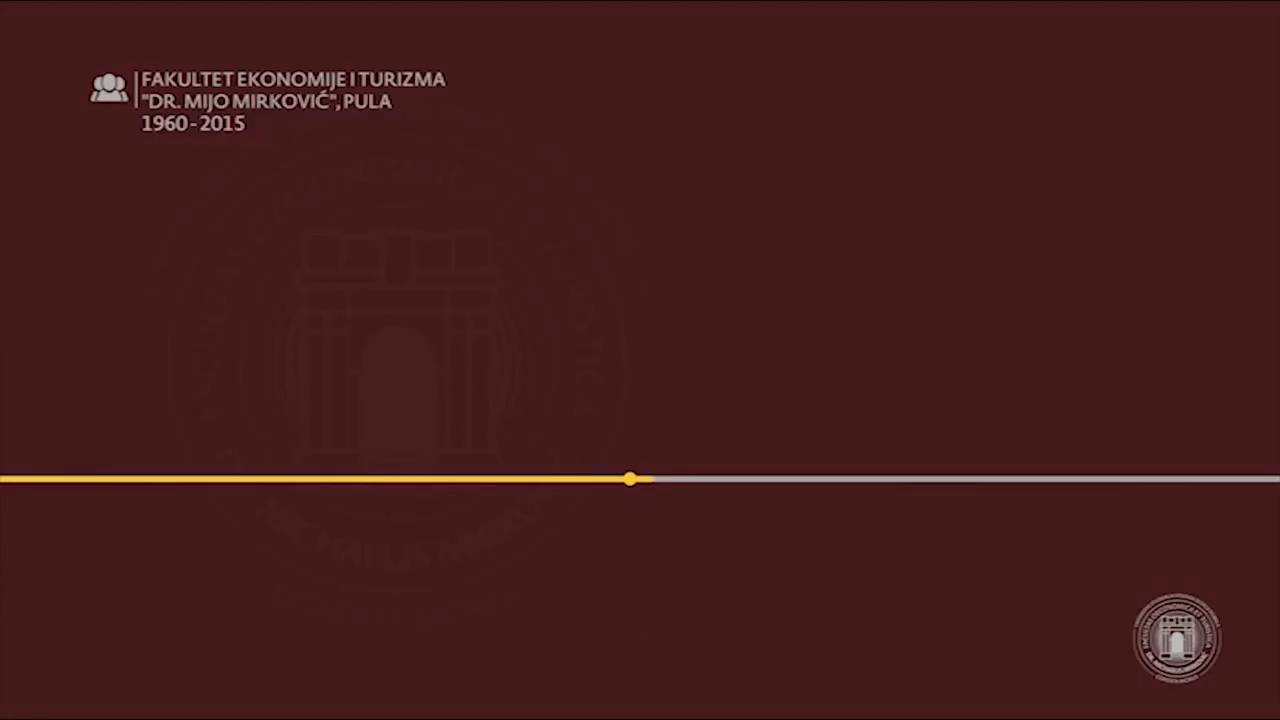 FAKULTET EKONOMIJE I TURIZMA
"DR. MIJO MIRKOVIĆ", PULA
1960-2015